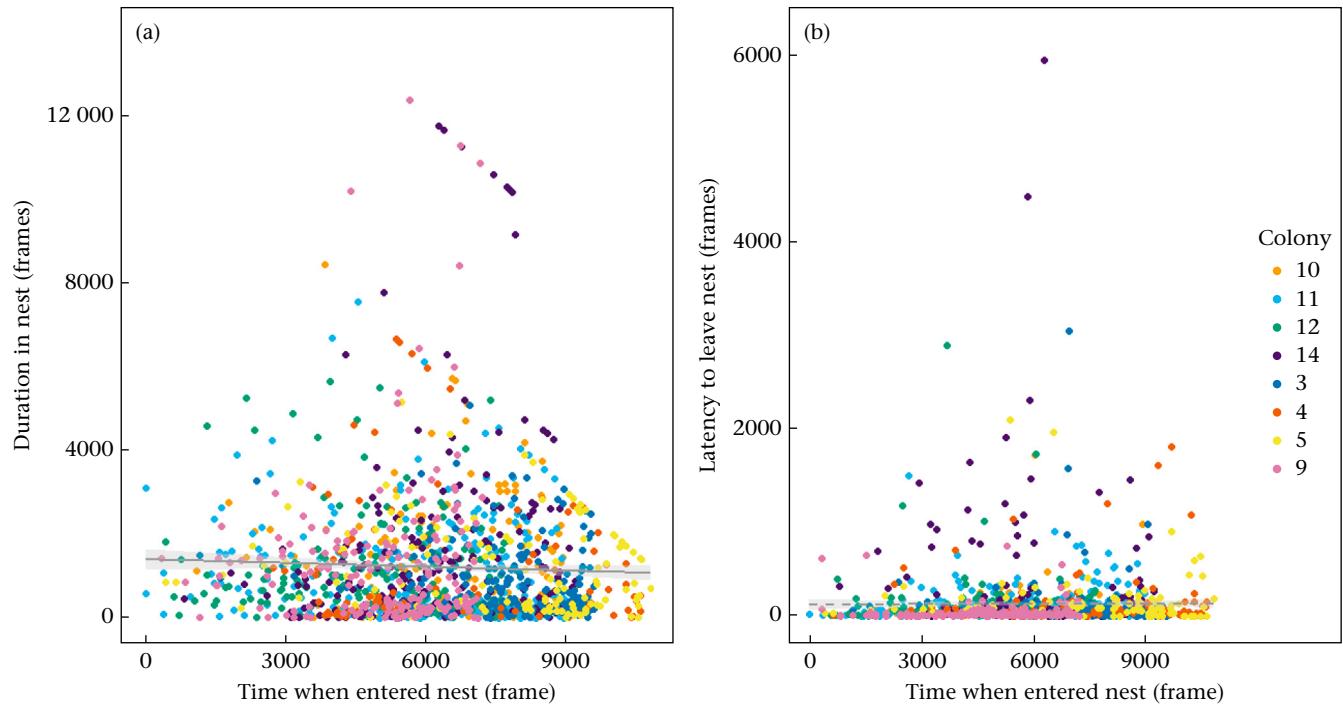 (a)
12 000
8000
4000
0
Duration in nest (frames)
0 3000 6000 9000
Time when entered nest (frame)
(b)
6000
4000
2000
0
Latency to leave nest (frames)
0 3000 6000 9000
Time when entered nest (frame)
Colony
10
11
12
14
3
4
5
9